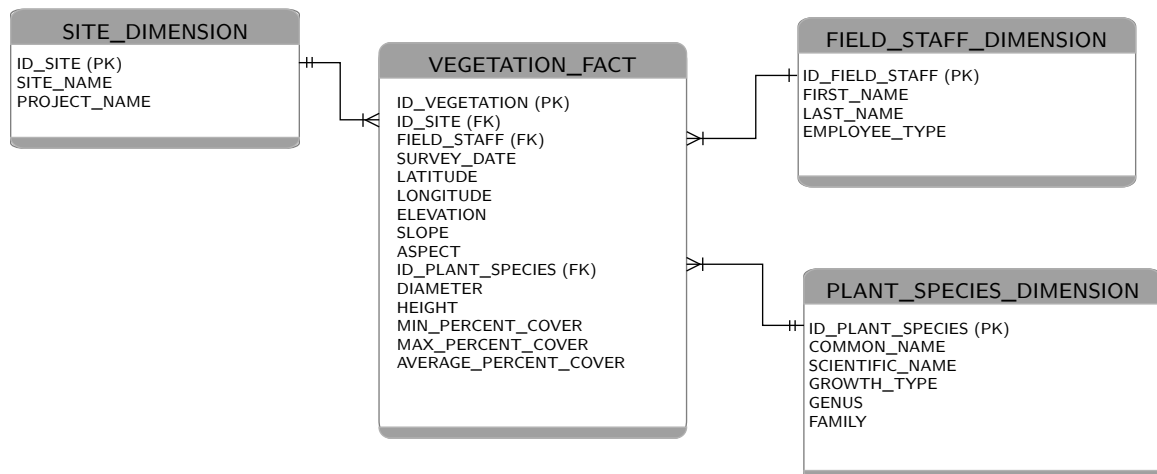 SITE_DIMENSION
ID_SITE (PK)
SITE_NAME
PROJECT_NAME
VEGETATION_FACT
ID_VEGETATION (PK)
ID_SITE (FK)
FIELD_STAFF (FK)
SURVEY_DATE
LATITUDE
LONGITUDE
ELEVATION
SLOPE
ASPECT
ID_PLANT_SPECIES (FK)
DIAMETER
HEIGHT
MIN_PERCENT_COVER
MAX_PERCENT_COVER
AVERAGE_PERCENT_COVER
FIELD_STAFF_DIMENSION
ID_FIELD_STAFF (PK)
FIRST_NAME
LAST_NAME
EMPLOYEE_TYPE
PLANT_SPECIES_DIMENSION
ID_PLANT_SPECIES (PK)
COMMON_NAME
SCIENTIFIC_NAME
GROWTH_TYPE
GENUS
FAMILY